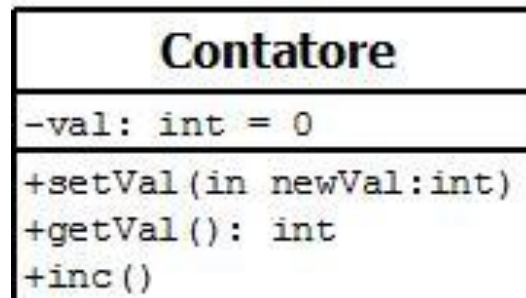 Contatore
-val: int = 0
+setVal(in newVal:int)
+getVal(): int
+inc()